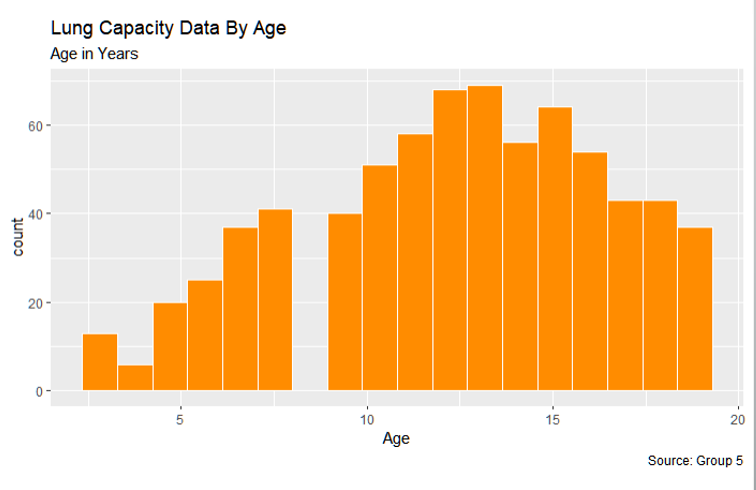 Lung Capacity Data By Age
Age in Years
60
40
20
0
count
5 10 15 20
Age
Source: Group 5